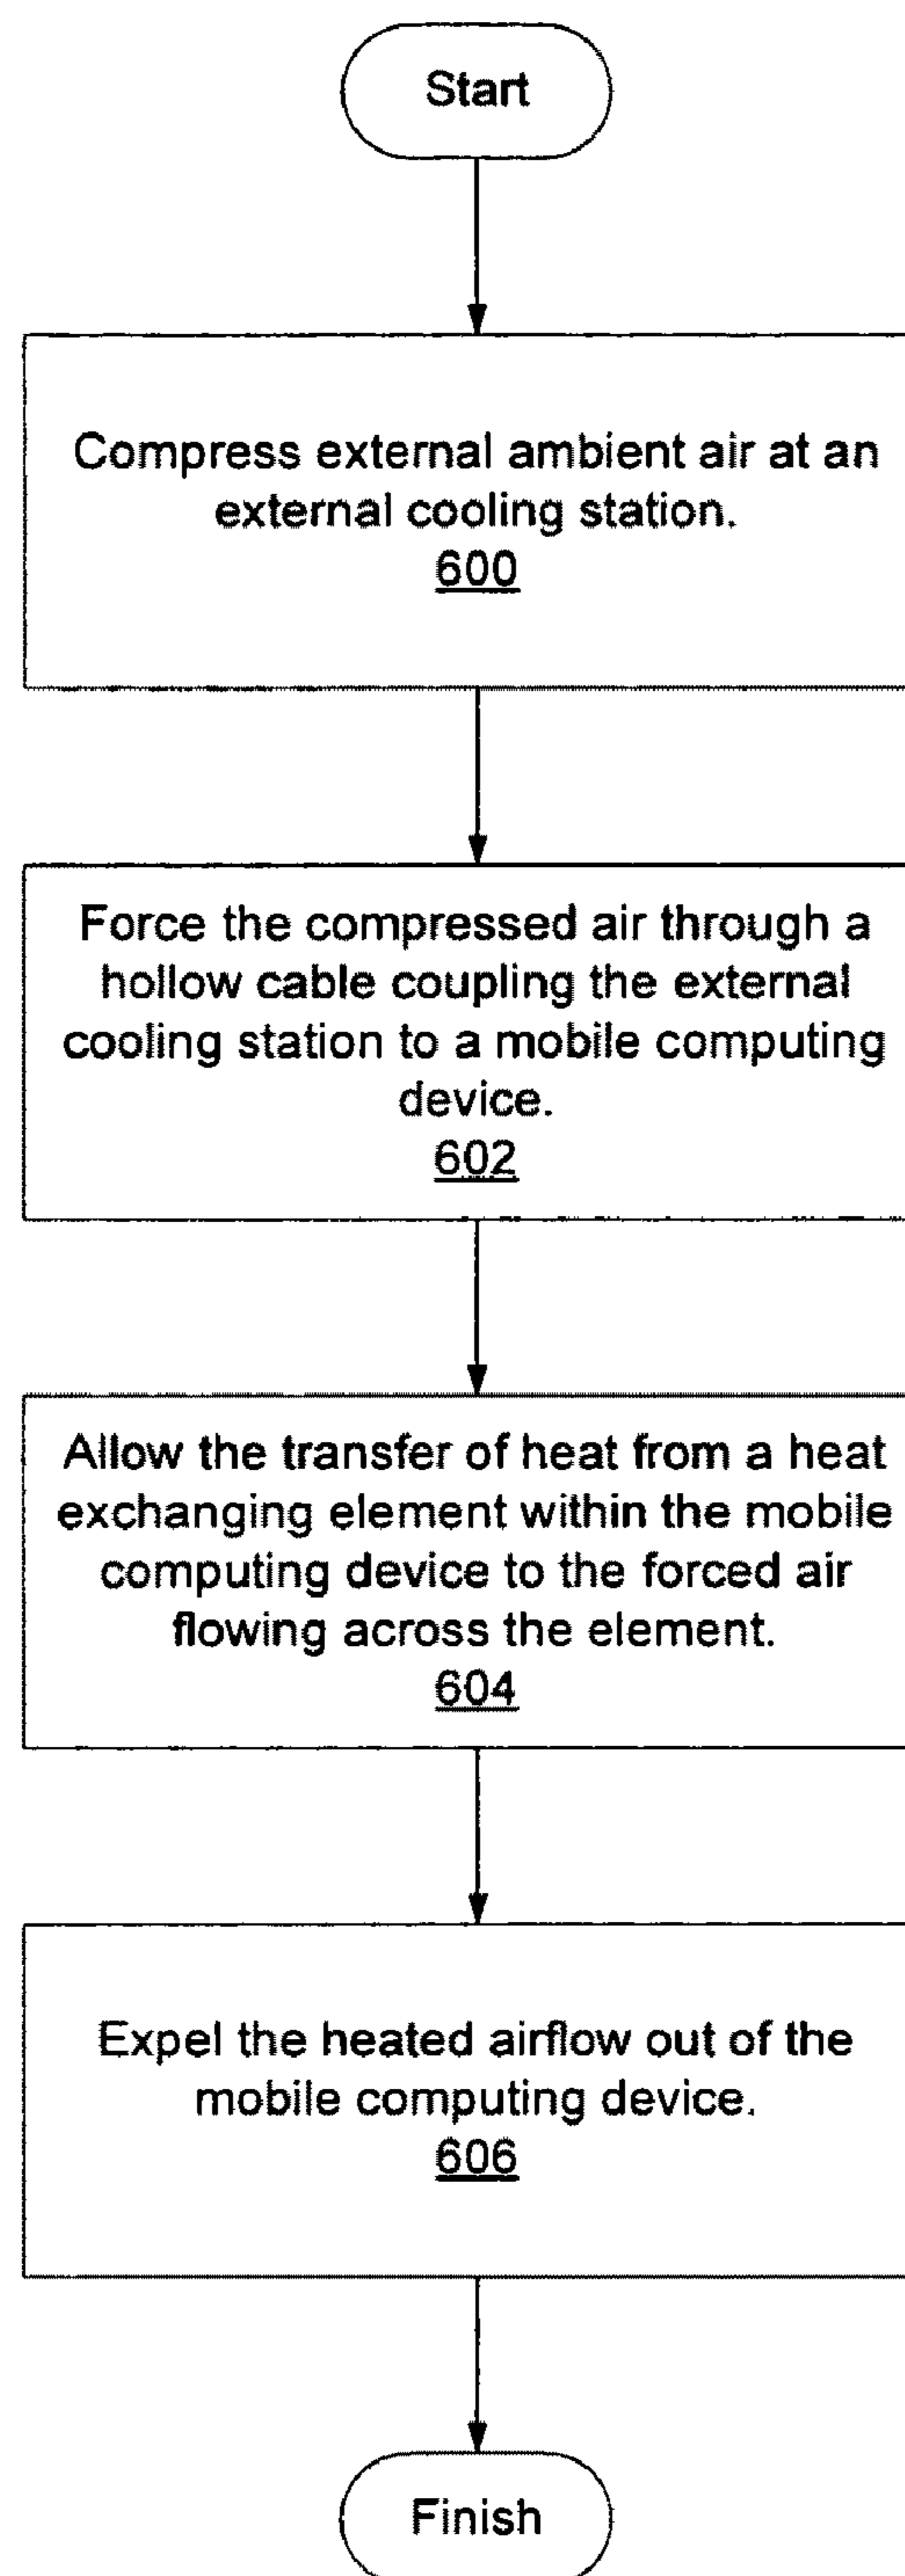 Start
Compress external ambient air at an
external cooling station.
600
Force the compressed air through a
hollow cable coupling the external
cooling station to a mobile computing
device.
602
Allow the transfer of heat from a heat
exchanging element within the mobile
computing device to the forced air
flowing across the element.
604
Expel the heated airflow out of the
mobile computing device.
606
Finish